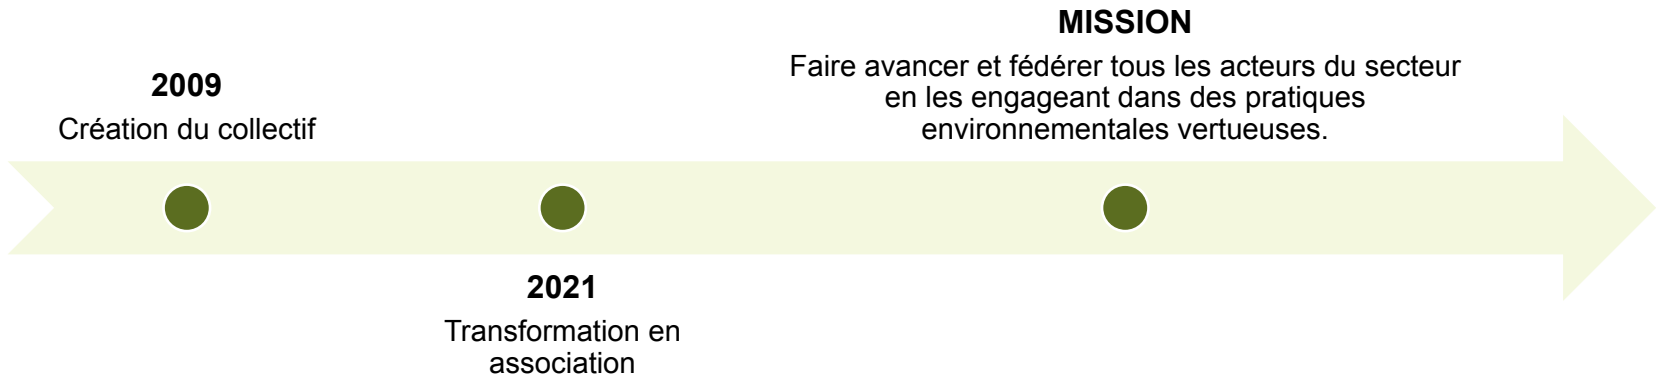 2009
Création du collectif
2021
Transformation en
association
MISSION
Faire avancer et fédérer tous les acteurs du secteur
en les engageant dans des pratiques
environnementales vertueuses.